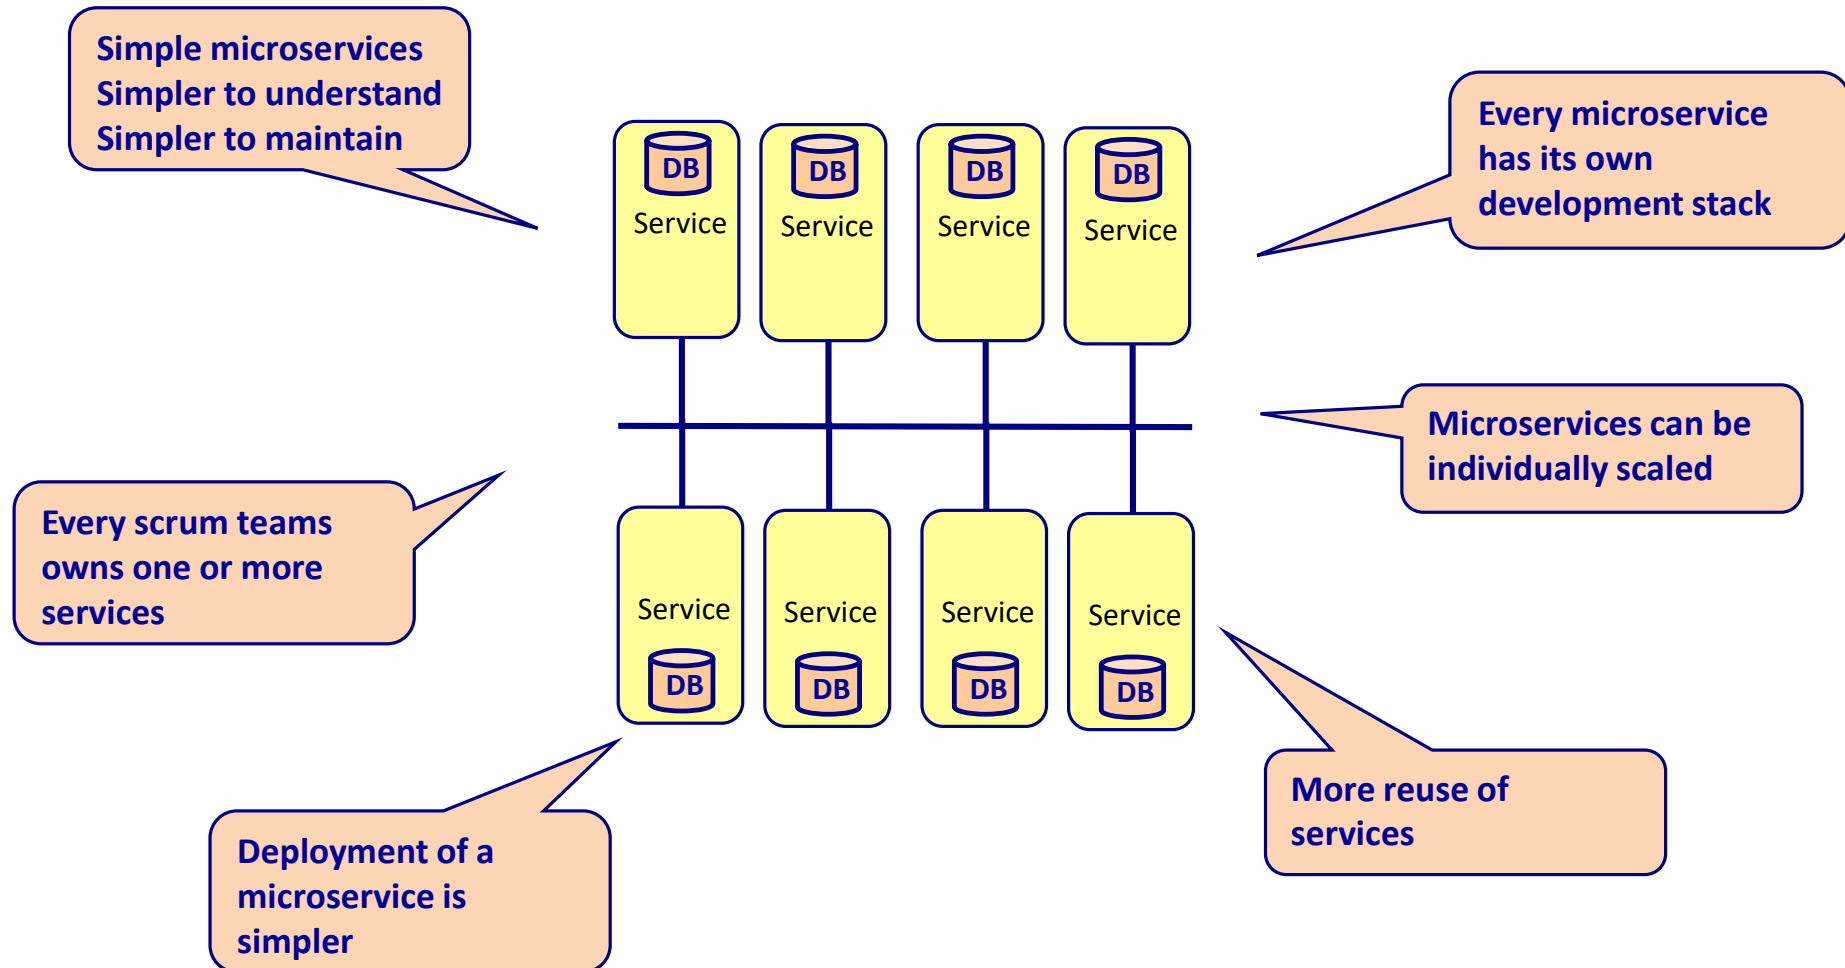 Simple microservices
Simpler to understand
Simpler to maintain
Every microservice
has its own
development stack
DB
Service
DB
Service
DB
Service
DB
Service
Microservices can be
individually scaled
Every scrum teams
owns one or more
services
Service
DB
Service
DB
Service
DB
Service
DB
More reuse of
services
Deployment of a
microservice is
simpler